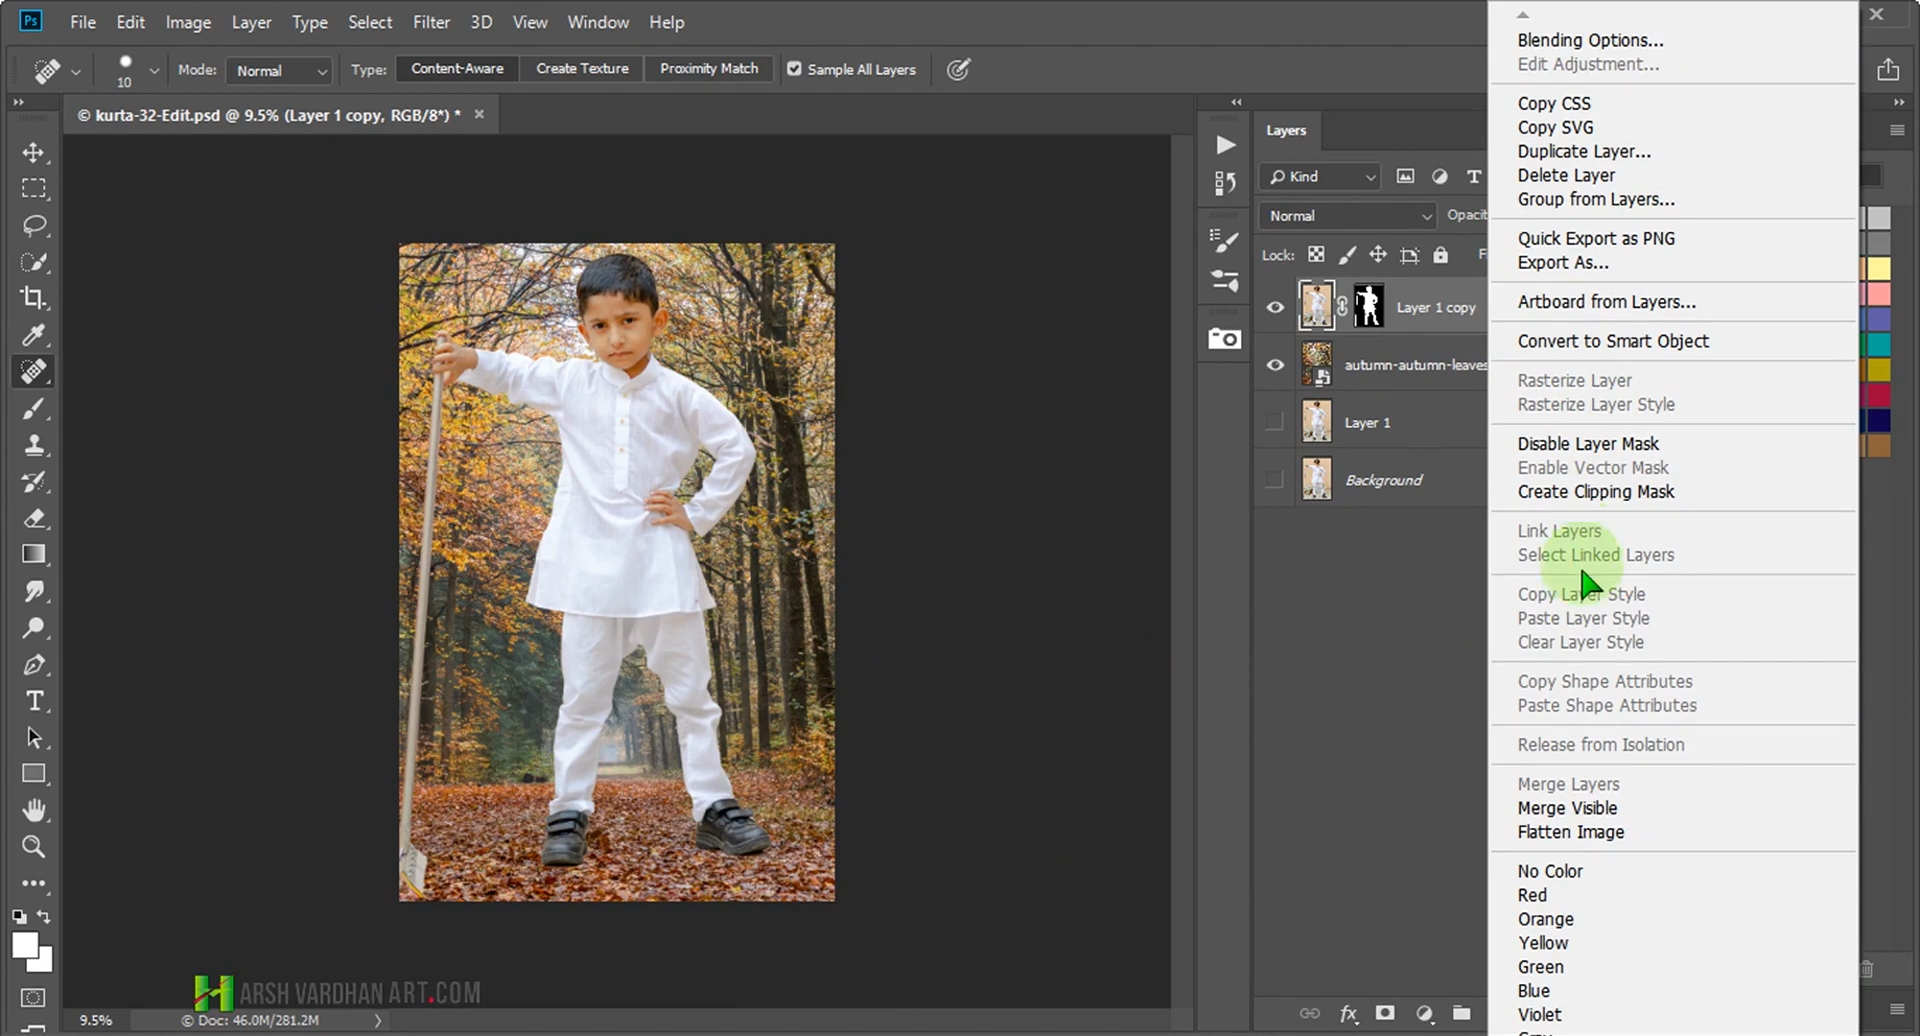 Ps File Edit Image Layer Type Select Filter 3D View Window Help
10 Mode: Normal Type: Content-Aware Create Texture Proximity Match Sample All Layers
© kurta-32-Edit.psd @ 9.5% (Layer 1 copy, RGB/8*) *
Layers
Kind
Normal
Lock:
Layer 1 copy
autumn-autumn-leaves
Layer 1
Background
Blending Options...
Edit Adjustment...
Copy CSS
Copy SVG
Duplicate Layer...
Delete Layer
Group from Layers...
Quick Export as PNG
Export As...
Artboard from Layers...
Convert to Smart Object
Rasterize Layer
Rasterize Layer Style
Disable Layer Mask
Enable Vector Mask
Create Clipping Mask
Link Layers
Select Linked Layers
Copy Layer Style
Paste Layer Style
Clear Layer Style
Copy Shape Attributes
Paste Shape Attributes
Release from Isolation
Merge Layers
Merge Visible
Flatten Image
No Color
Red
Orange
Yellow
Green
Blue
Violet
HARSH VARDHAN ART.COM
9.5% © Doc: 46.0M/281.2M
fx